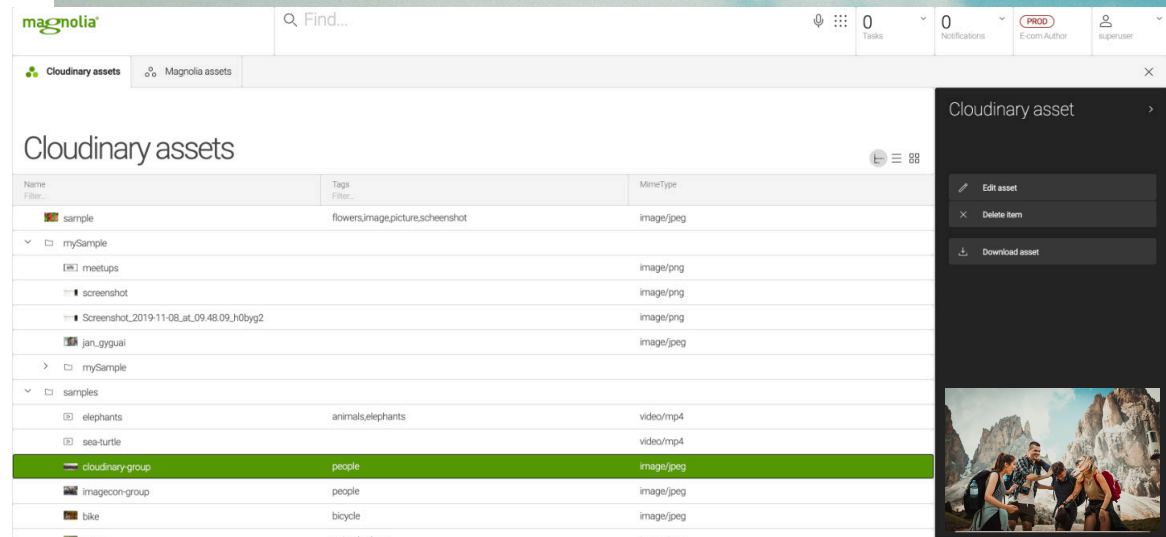 magnolia®
Find...
0
Tasks
0
Notifications
PROD
E-com Author
superuser
Cloudinary assets
Magnolia assets
Cloudinary asset
Cloudinary assets
Name
Filter...
Tags
Filter...
MimeType
Edit asset
Delete item
Download asset
sample flowers,image,picture,scheenshot image/jpeg
mySample
meetups image/png
screenshot image/png
Screenshot_2019-11-08_at_09.48.09_h0byg2 image/png
jan_gyguai image/jpeg
mySample
samples
elephants animals,elephants video/mp4
sea-turtle video/mp4
cloudinary-group people image/jpeg
imagecon-group people image/jpeg
bike bicycle image/jpeg